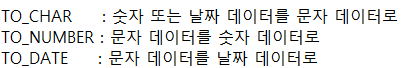 TO_CHAR : 숫자 또는 날짜 데이터를 문자 데이터로
TO_NUMBER : 문자 데이터를 숫자 데이터로
TO_DATE : 문자 데이터를 날짜 데이터로